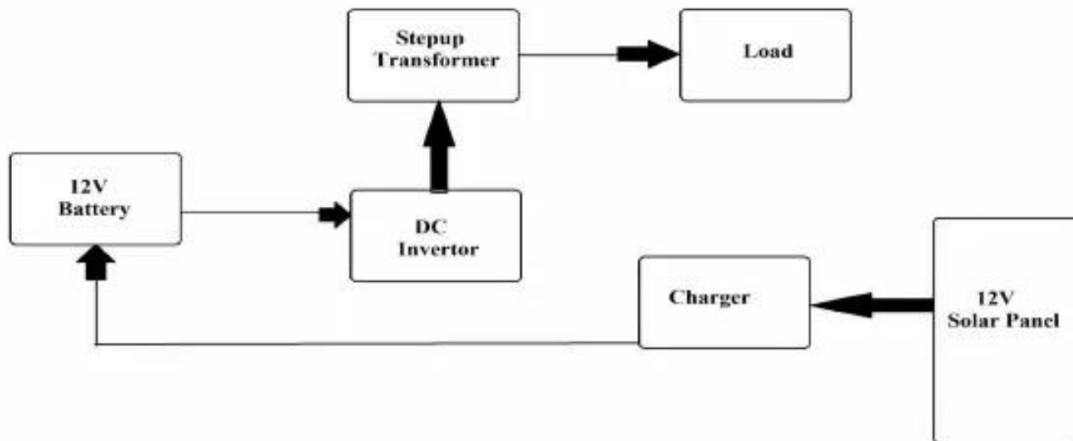 Stepup
Transformer
Load
12V
Battery
DC
Invertor
Charger
12V
Solar Panel